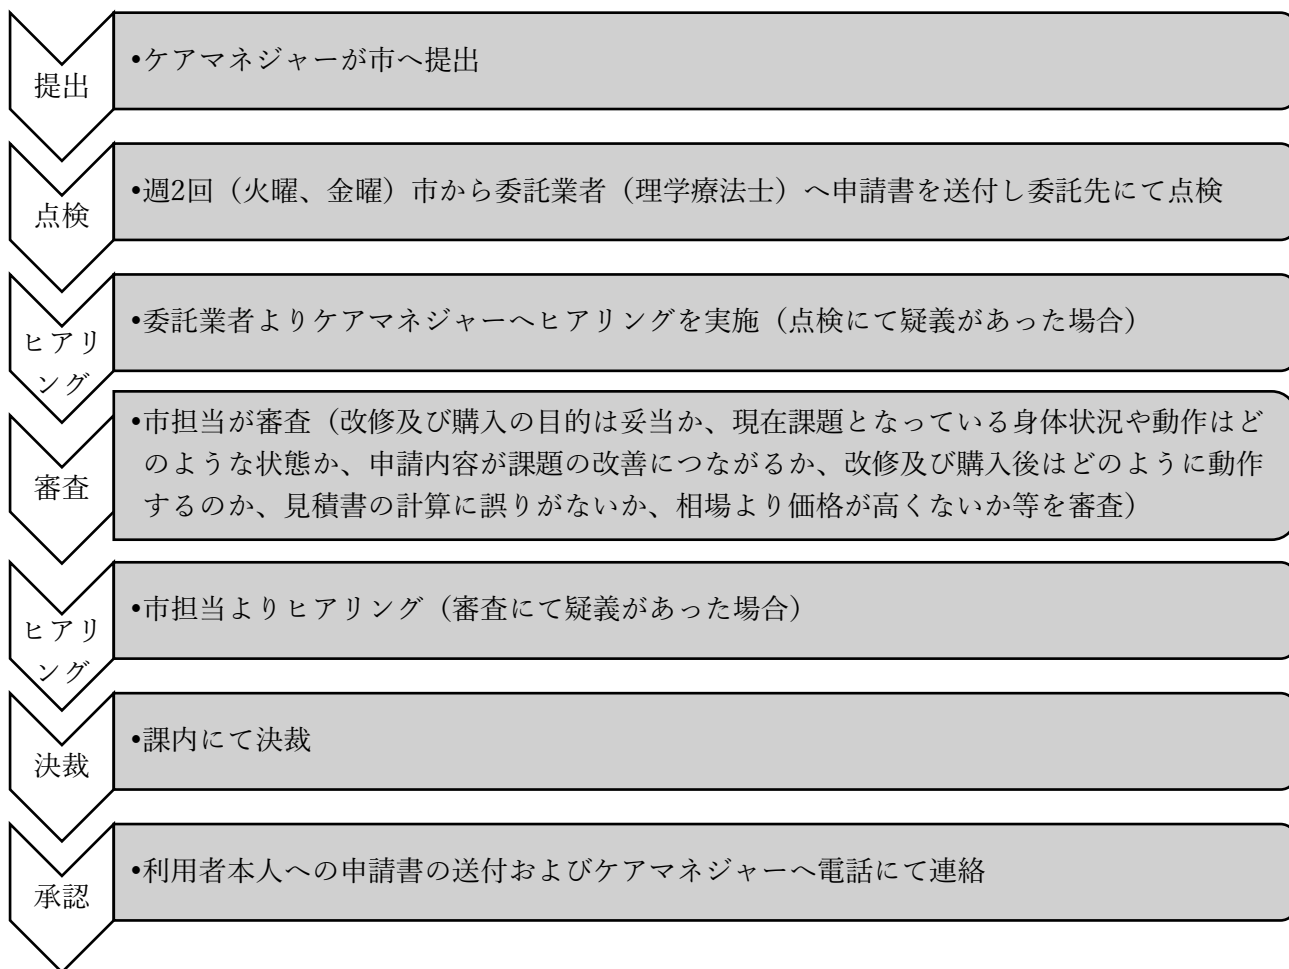 提出
•ケアマネジャーが市へ提出
点検
•週2回（火曜、金曜）市から委託業者（理学療法士）へ申請書を送付し委託先にて点検
ヒアリ
ング
•委託業者よりケアマネジャーへヒアリングを実施（点検にて疑義があった場合）
審査
•市担当が審査（改修及び購入の目的は妥当か、現在課題となっている身体状況や動作はど
のような状態か、申請内容が課題の改善につながるか、改修及び購入後はどのように動作
するのか、見積書の計算に誤りがないか、相場より価格が高くないか等を審査）
ヒアリ
ング
•市担当よりヒアリング（審査にて疑義があった場合）
決裁
•課内にて決裁
承認
•利用者本人への申請書の送付およびケアマネジャーへ電話にて連絡